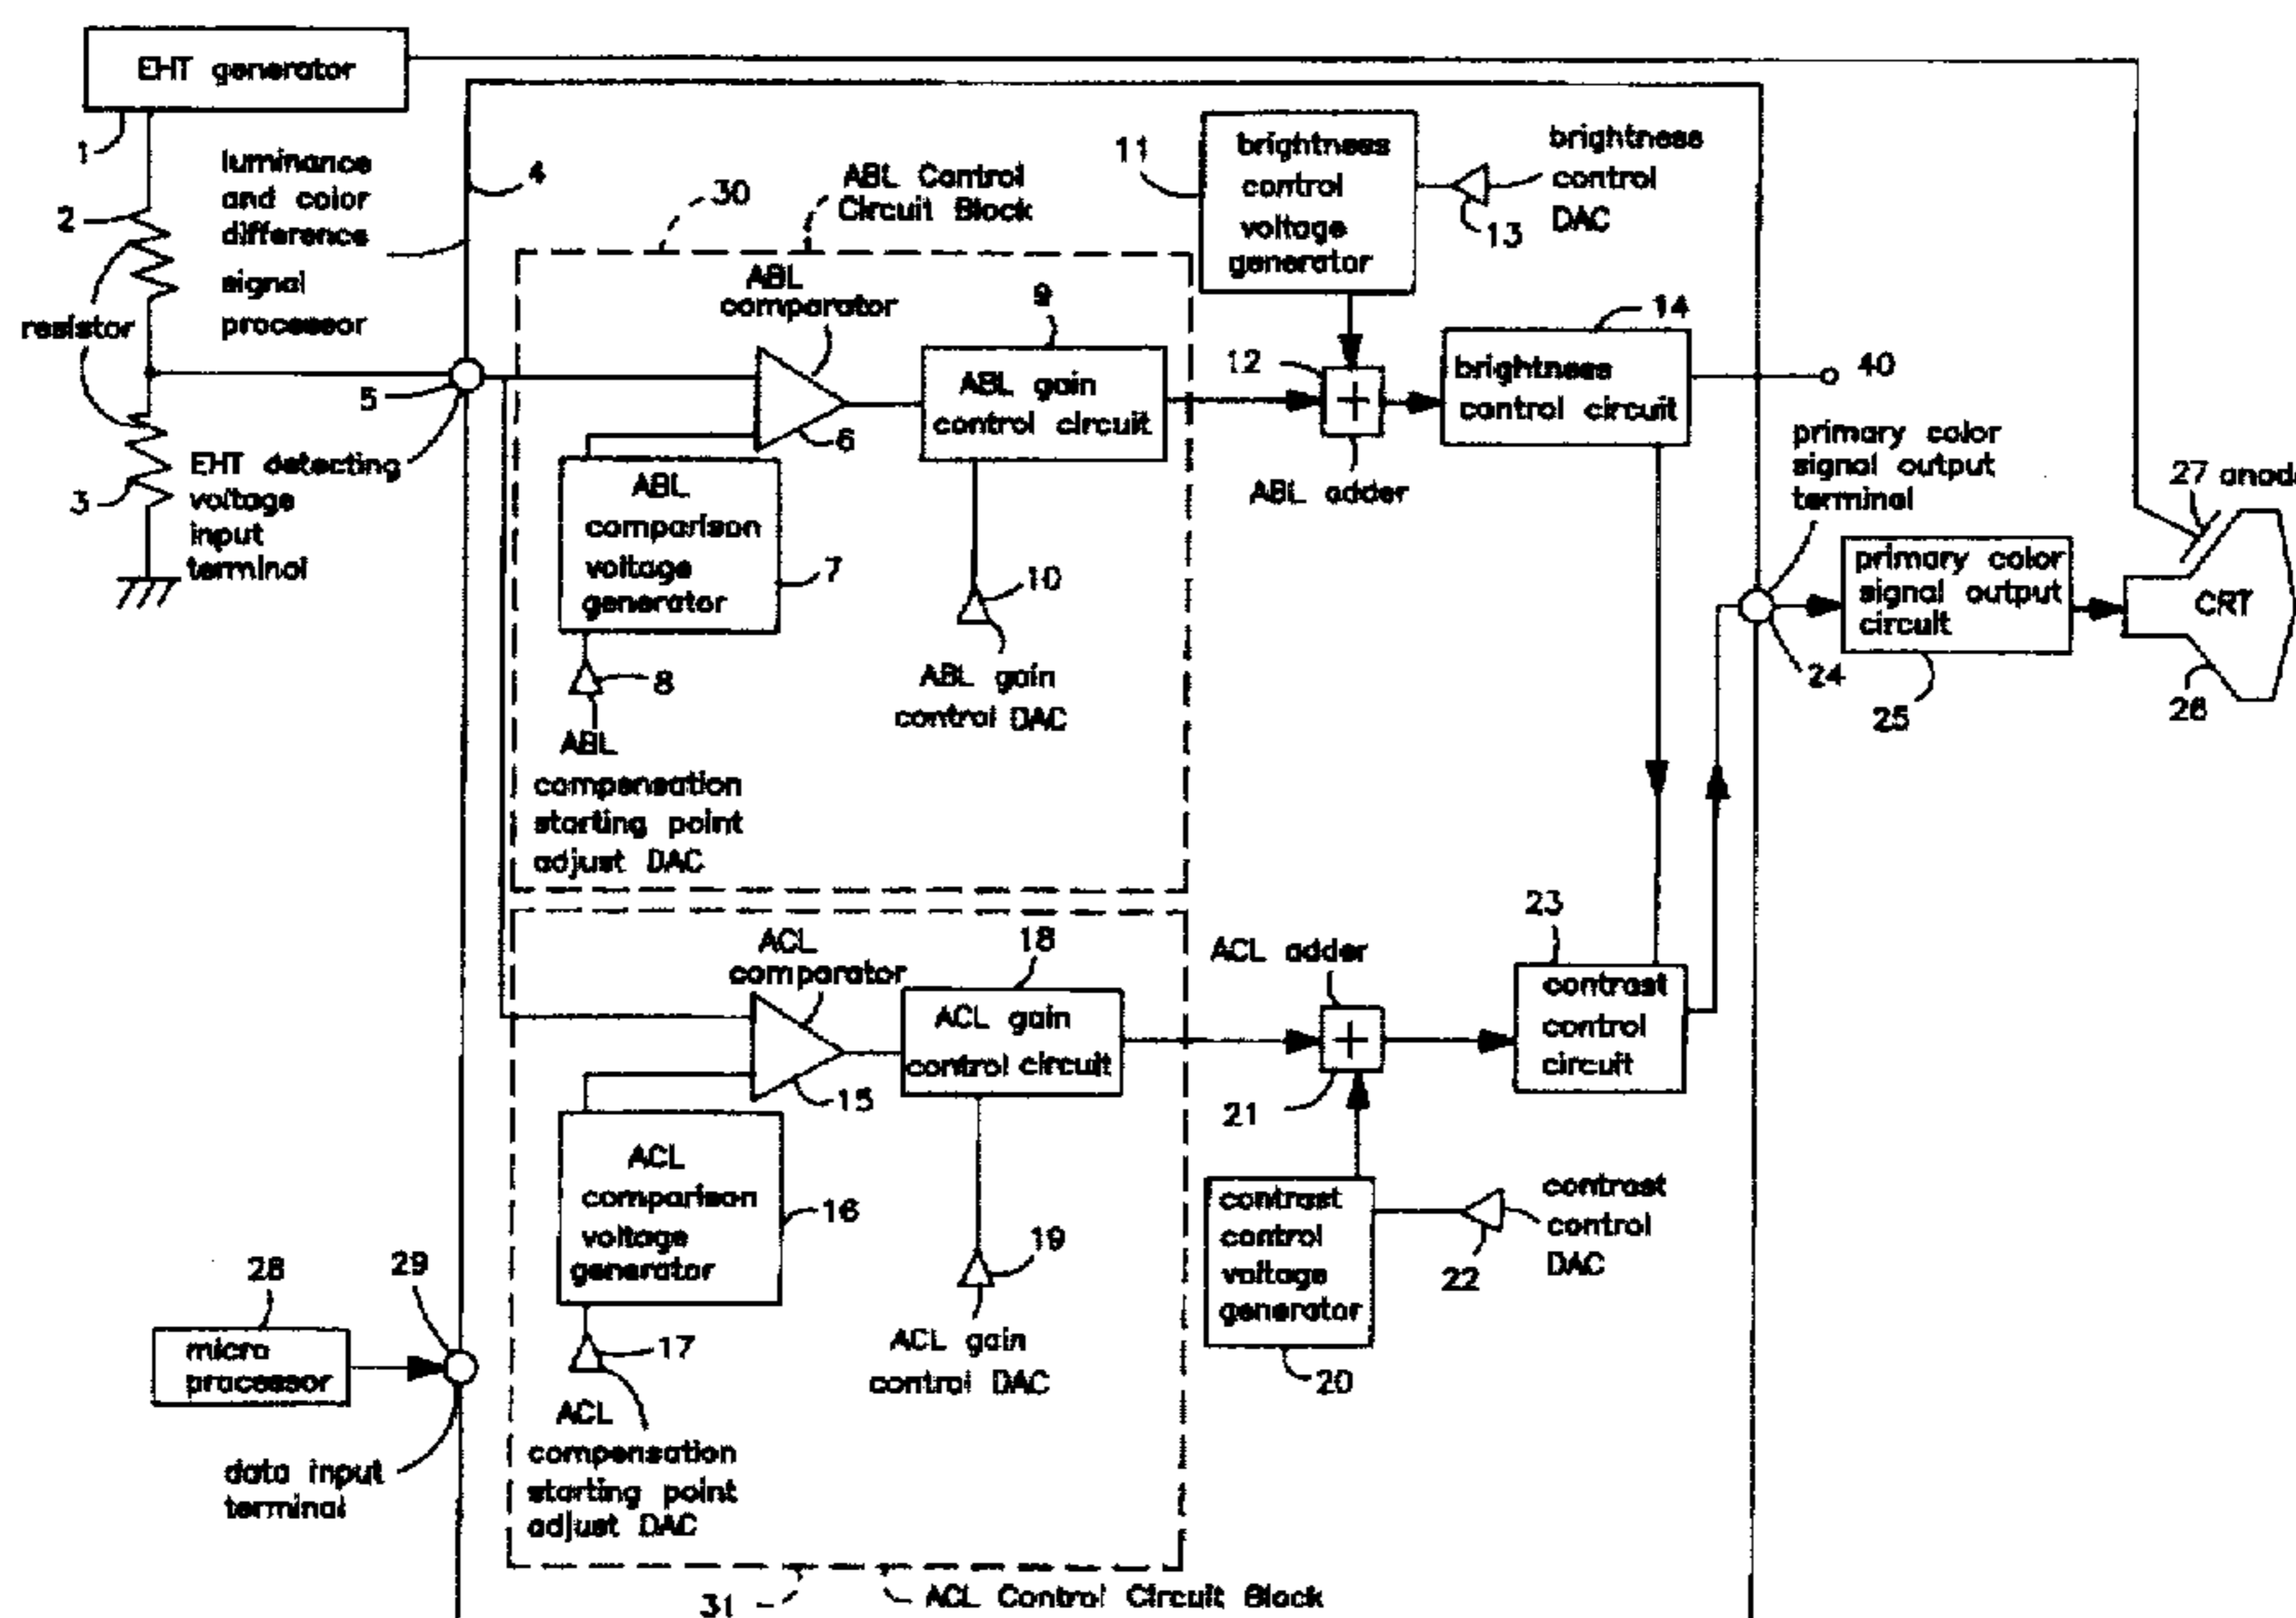 EHT generator
1
2
resistor
3
luminance
and color
difference
signal
processor
4
5
EHT detecting
voltage
input
terminal
30
ABL Control
Circuit Block
ABL
comparator
6
9
ABL gain
control circuit
ABL
comparison
voltage
generator
7
8
ABL
compensation
starting point
adjust DAC
10
ABL gain
control DAC
11
brightness
control
voltage
generator
13
brightness
control
DAC
12
+
ABL adder
14
brightness
control circuit
40
primary color
signal output
terminal
24
primary color
signal output
circuit
25
27 anode
CRT
26
ACL
comparator
15
18
ACL gain
control circuit
ACL
comparison
voltage
generator
16
17
ACL
compensation
starting point
adjust DAC
19
ACL gain
control DAC
ACL adder
+
21
23
contrast
control
circuit
contrast
control
voltage
generator
20
22
contrast
control
DAC
28
micro
processor
29
data input
terminal
31
ACL Control Circuit Block